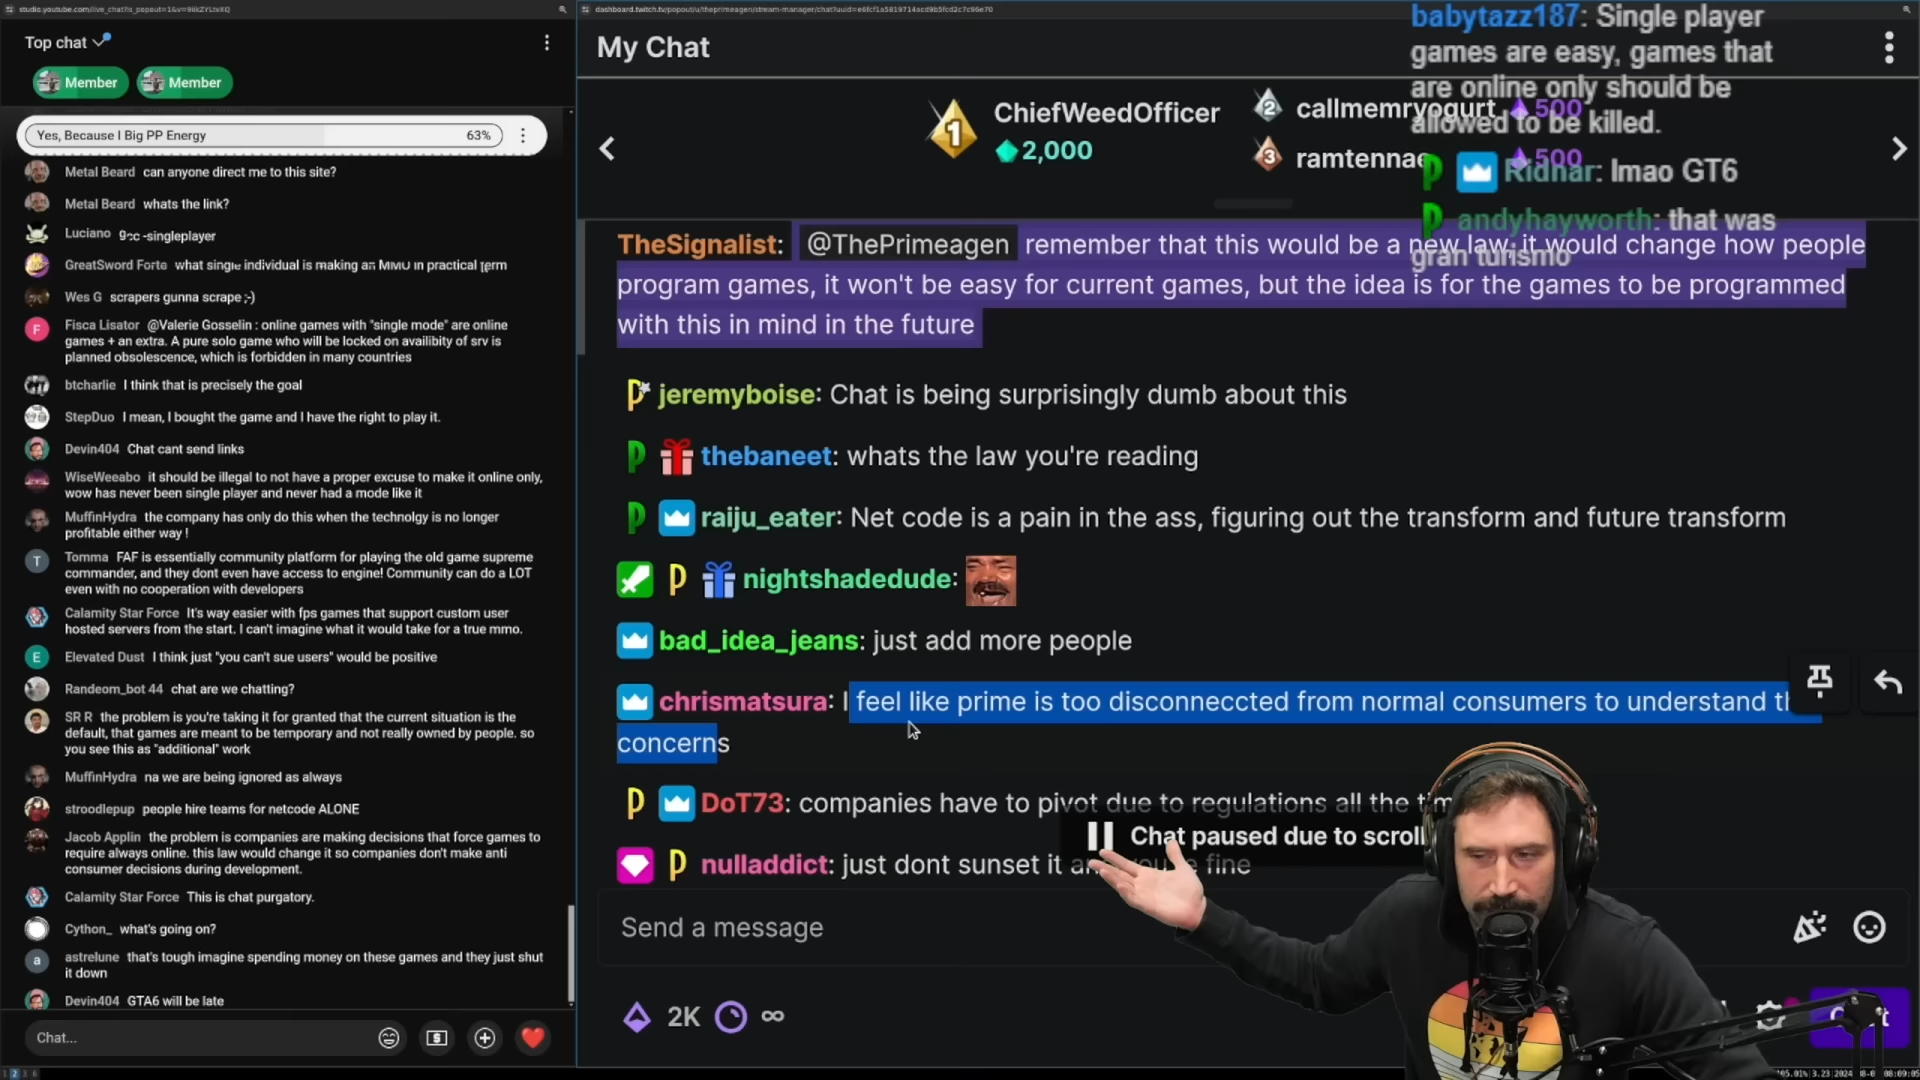 studio.youtube.com/live_chat?is_popout=1&v=
Top chat
Member
Member
Yes, Because I Big PP Energy
63%
Metal Beard can anyone direct me to this site?
Metal Beard whats the link?
Luciano -singleplayer
GreatSword Forte what single individual is making an MMO in practical term
Wes G scrapers gunna scrape ;-)
F
Fisca Lisator @Valerie Gosselin : online games with "single mode" are online
games + an extra. A pure solo game who will be locked on availibity of srv is
planned obsolescence, which is forbidden in many countries
btcharlie I think that is precisely the goal
StepDuo I mean, I bought the game and I have the right to play it.
Devin404 Chat cant send links
WiseWeeabo it should be illegal to not have a proper excuse to make it online only,
wow has never been single player and never had a mode like it
MuffinHydra the company has only do this when the technolgy is no longer
profitable either way !
T
Tomma FAF is essentially community platform for playing the old game supreme
commander, and they dont even have access to engine! Community can do a LOT
even with no cooperation with developers
Calamity Star Force It's way easier with fps games that support custom user
hosted servers from the start. I can't imagine what it would take for a true mmo.
E
Elevated Dust I think just "you can't sue users" would be positive
Randeom_bot 44 chat are we chatting?
SR R the problem is you're taking it for granted that the current situation is the
default, that games are meant to be temporary and not really owned by people. so
you see this as "additional" work
MuffinHydra na we are being ignored as always
stroodlepup people hire teams for netcode ALONE
Jacob Applin the problem is companies are making decisions that force games to
require always online. this law would change it so companies don't make anti
consumer decisions during development.
Calamity Star Force This is chat purgatory.
Cython_ what's going on?
a
astrelune that's tough imagine spending money on these games and they just shut
it down
Devin404 GTA6 will be late
Chat...
My Chat
1
ChiefWeedOfficer
2,000
2
callmemryogurt
500
3
ramtennae
500
babytazz187: Single player
games are easy, games that
are online only should be
allowed to be killed.
Ridnar: lmao GT6
andyhayworth: that was
gran turismo
TheSignalist: @ThePrimeagen remember that this would be a new law, it would change how people
program games, it won't be easy for current games, but the idea is for the games to be programmed
with this in mind in the future
jeremyboise: Chat is being surprisingly dumb about this
thebaneet: whats the law you're reading
raiju_eater: Net code is a pain in the ass, figuring out the transform and future transform
nightshadedude:
bad_idea_jeans: just add more people
chrismatsura: I feel like prime is too disconneccted from normal consumers to understand
concerns
DoT73: companies have to pivot due to regulations all the
Chat paused due to scroll
nulladdict: just dont sunset it fine
Send a message
2K ∞